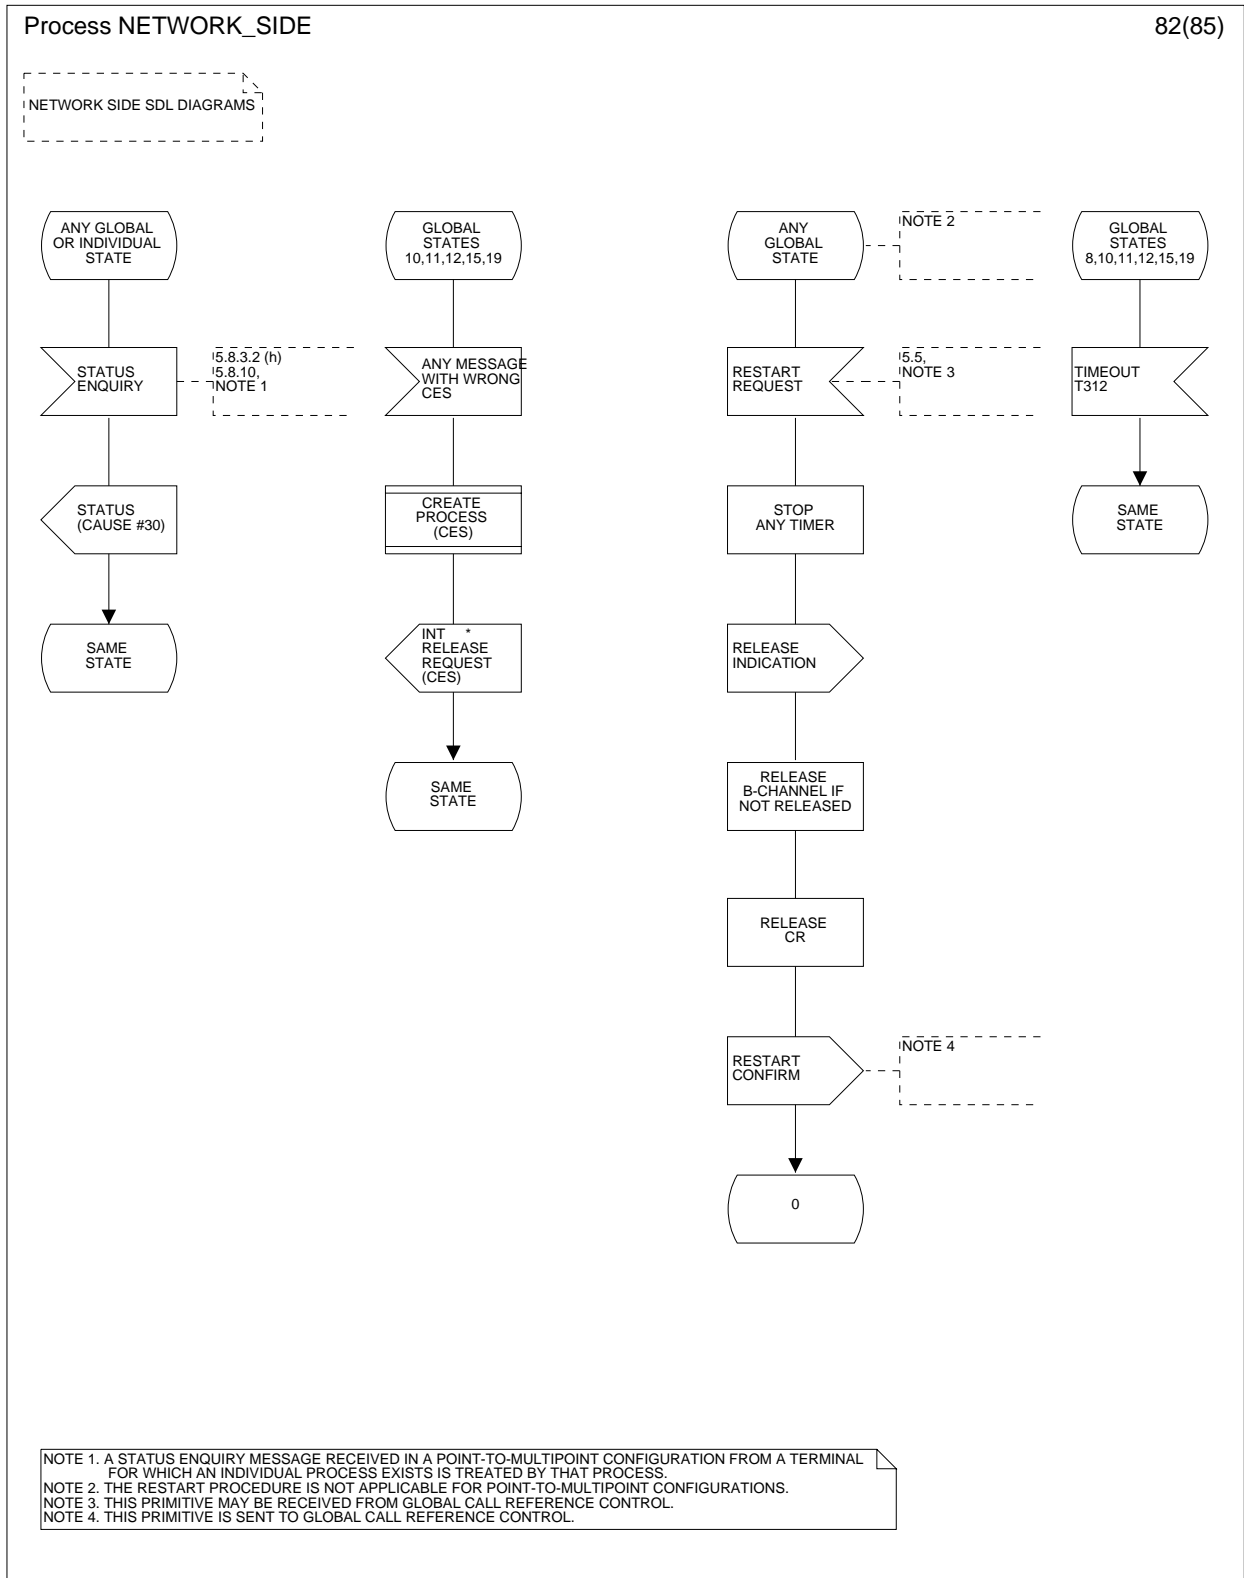 Process NETWORK_SIDE
82(85)
NETWORK SIDE SDL DIAGRAMS
ANY GLOBAL
OR INDIVIDUAL
STATE
STATUS
ENQUIRY
5.8.3.2 (h)
5.8.10,
NOTE 1
STATUS
(CAUSE #30)
SAME
STATE
GLOBAL
STATES
10,11,12,15,19
ANY MESSAGE
WITH WRONG
CES
CREATE
PROCESS
(CES)
INT *
RELEASE
REQUEST
(CES)
SAME
STATE
ANY
GLOBAL
STATE
NOTE 2
RESTART
REQUEST
5.5,
NOTE 3
STOP
ANY TIMER
RELEASE
INDICATION
RELEASE
B-CHANNEL IF
NOT RELEASED
RELEASE
CR
RESTART
CONFIRM
NOTE 4
0
GLOBAL
STATES
8,10,11,12,15,19
TIMEOUT
T312
SAME
STATE
NOTE 1. A STATUS ENQUIRY MESSAGE RECEIVED IN A POINT-TO-MULTIPOINT CONFIGURATION FROM A TERMINAL
FOR WHICH AN INDIVIDUAL PROCESS EXISTS IS TREATED BY THAT PROCESS.
NOTE 2. THE RESTART PROCEDURE IS NOT APPLICABLE FOR POINT-TO-MULTIPOINT CONFIGURATIONS.
NOTE 3. THIS PRIMITIVE MAY BE RECEIVED FROM GLOBAL CALL REFERENCE CONTROL.
NOTE 4. THIS PRIMITIVE IS SENT TO GLOBAL CALL REFERENCE CONTROL.